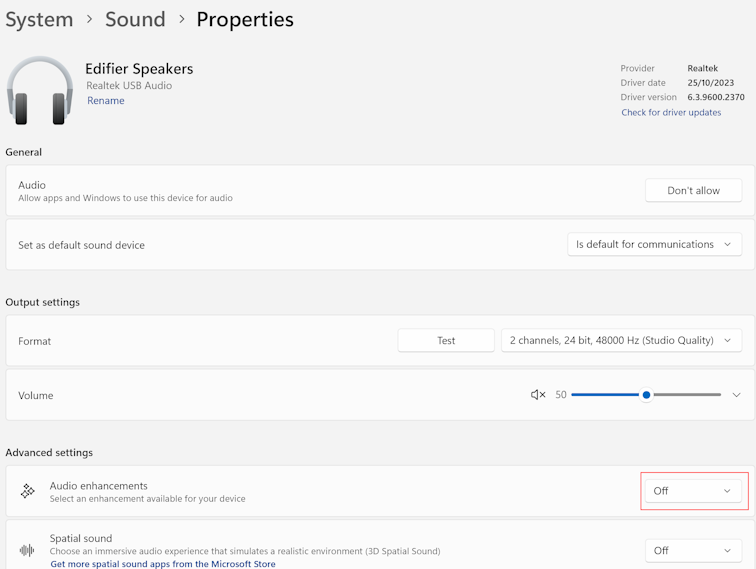 System > Sound > Properties
Edifier Speakers
Realtek USB Audio
Rename
Provider Realtek
Driver date 25/10/2023
Driver version 6.3.9600.2370
Check for driver updates
General
Audio
Allow apps and Windows to use this device for audio
Don't allow
Set as default sound device
Is default for communications
Output settings
Format
Test
2 channels, 24 bit, 48000 Hz (Studio Quality)
Volume
50
Advanced settings
Audio enhancements
Select an enhancement available for your device
Off
Spatial sound
Choose an immersive audio experience that simulates a realistic environment (3D Spatial Sound)
Get more spatial sound apps from the Microsoft Store
Off